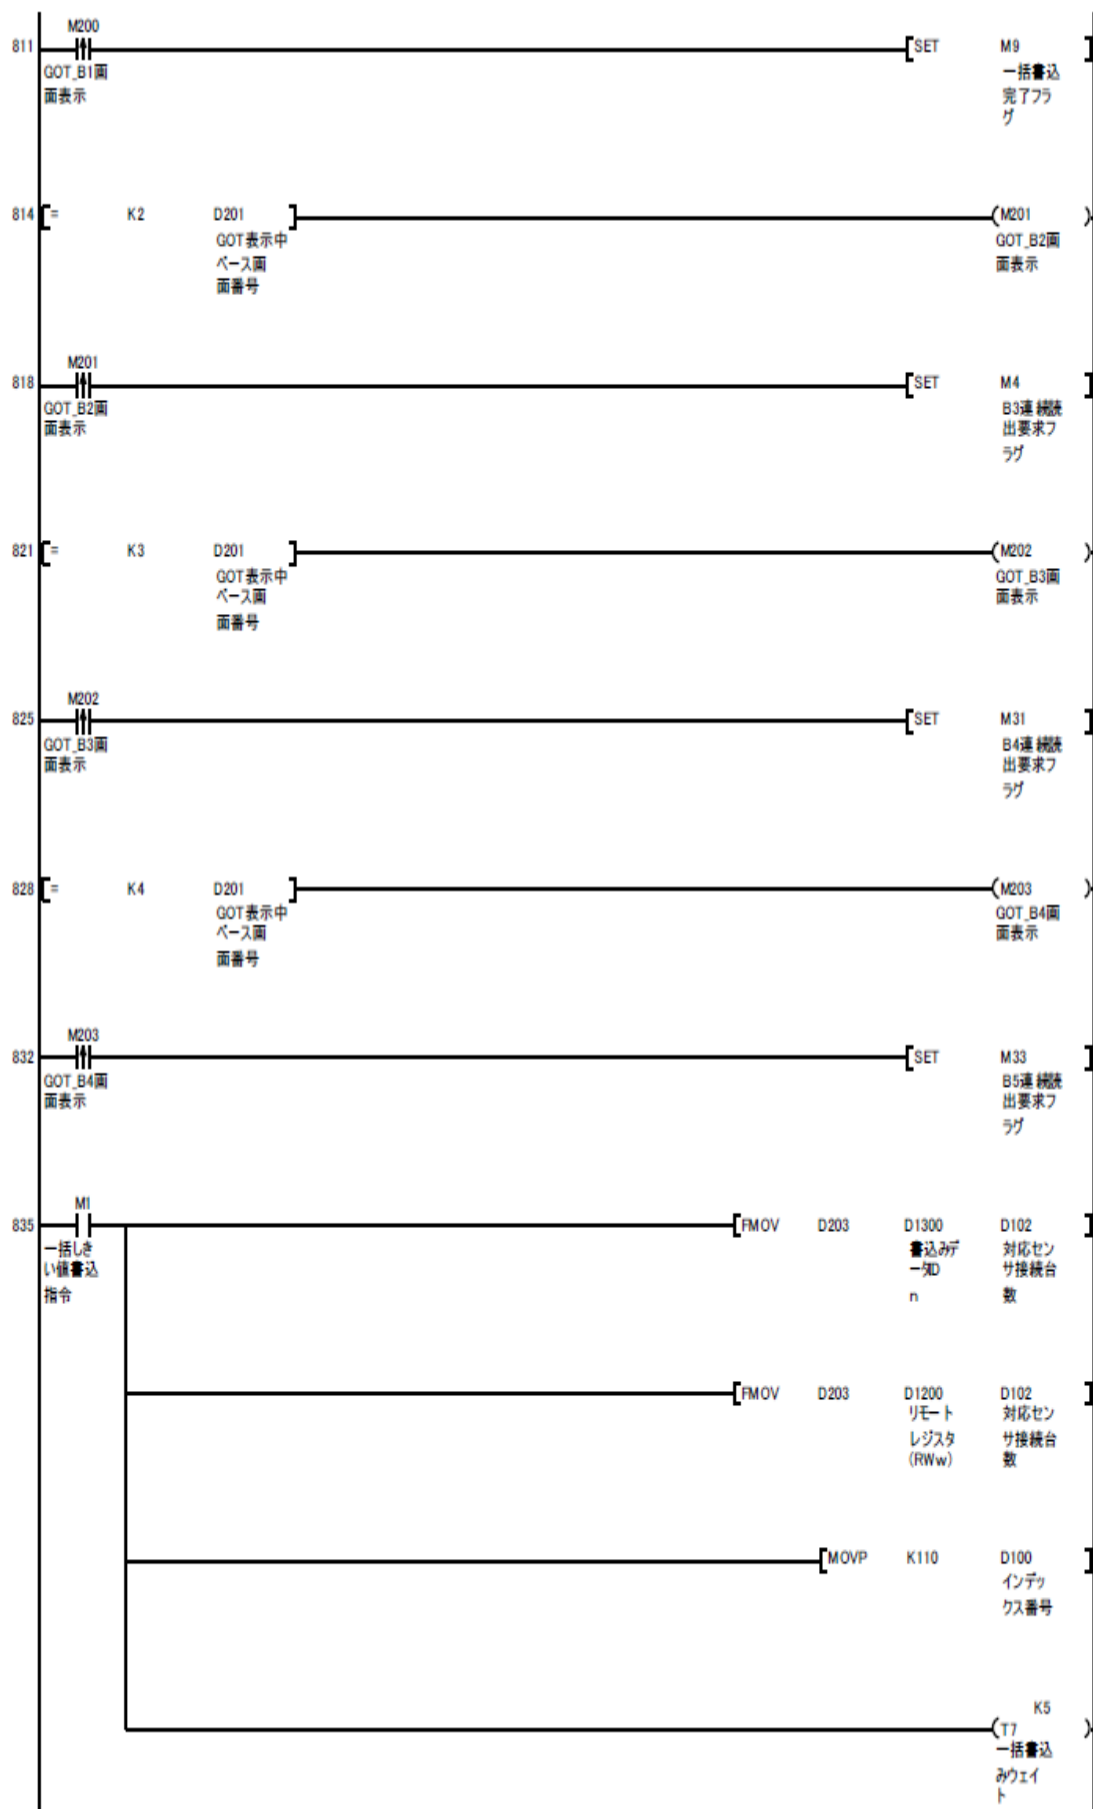 M200
811 [SET M9 ]
GOT_B1画 一括書込
面表示 完了フラ
グ
814 [= K2 D201 ] (M201 )
GOT表示中 GOT_B2画
ベース画 面表示
面番号
M201
818 [SET M4 ]
GOT_B2画 B3連続読
面表示 出要求フ
ラグ
821 [= K3 D201 ] (M202 )
GOT表示中 GOT_B3画
ベース画 面表示
面番号
M202
825 [SET M31 ]
GOT_B3画 B4連続読
面表示 出要求フ
ラグ
828 [= K4 D201 ] (M203 )
GOT表示中 GOT_B4画
ベース画 面表示
面番号
M203
832 [SET M33 ]
GOT_B4画 B5連続読
面表示 出要求フ
ラグ
M1
835 [FMOV D203 D1300 D102 ]
一括しき 書込みデ 対応セン
い値書込 ータD サ接続台
指令 n 数
[FMOV D203 D1200 D102 ]
リモート 対応セン
レジスタ サ接続台
(RWw) 数
[MOVP K110 D100 ]
インデッ
クス番号
K5
(T7 )
一括書込
みウェイ
ト